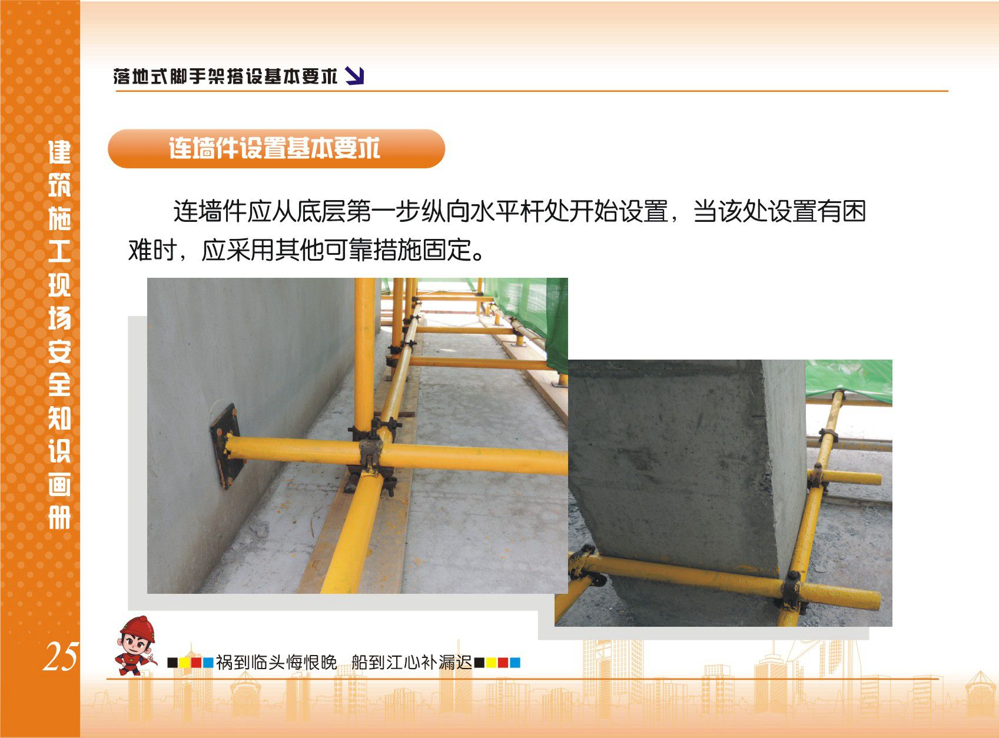 落地式脚手架搭设基本要求
建筑施工现场安全知识画册
连墙件设置基本要求
连墙件应从底层第一步纵向水平杆处开始设置，当该处设置有困
难时，应采用其他可靠措施固定。
25
祸到临头悔恨晚 船到江心补漏迟